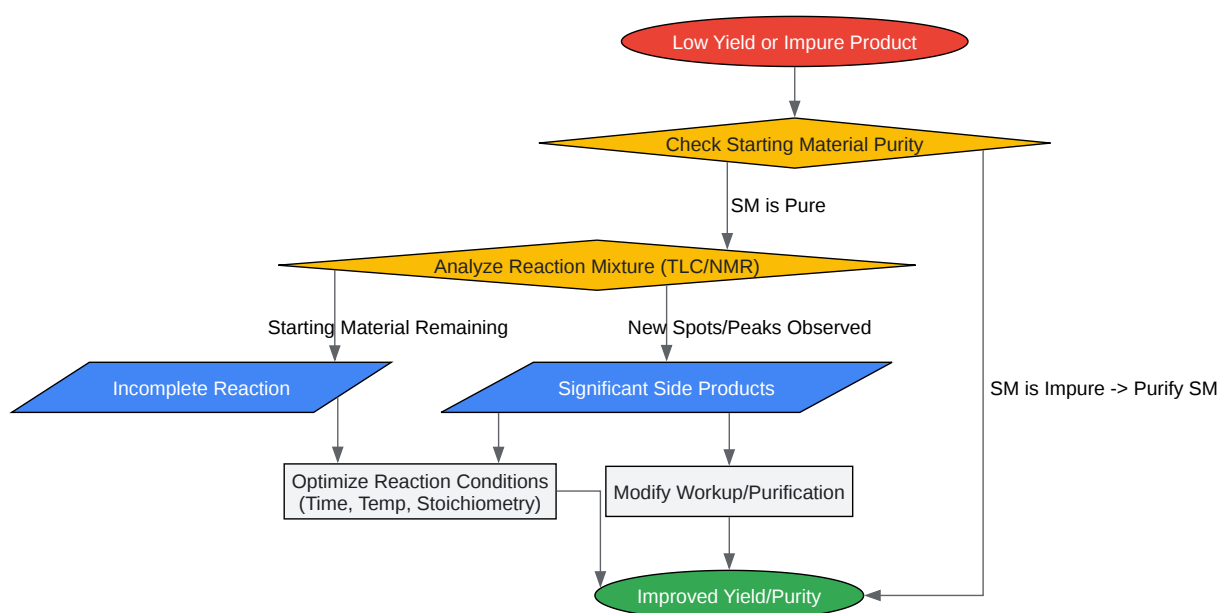 Low Yield or Impure Product
Check Starting Material Purity
SM is Pure
Analyze Reaction Mixture (TLC/NMR)
Starting Material Remaining
New Spots/Peaks Observed
Incomplete Reaction
Significant Side Products
SM is Impure -> Purify SM
Optimize Reaction Conditions
(Time, Temp, Stoichiometry)
Modify Workup/Purification
Improved Yield/Purity